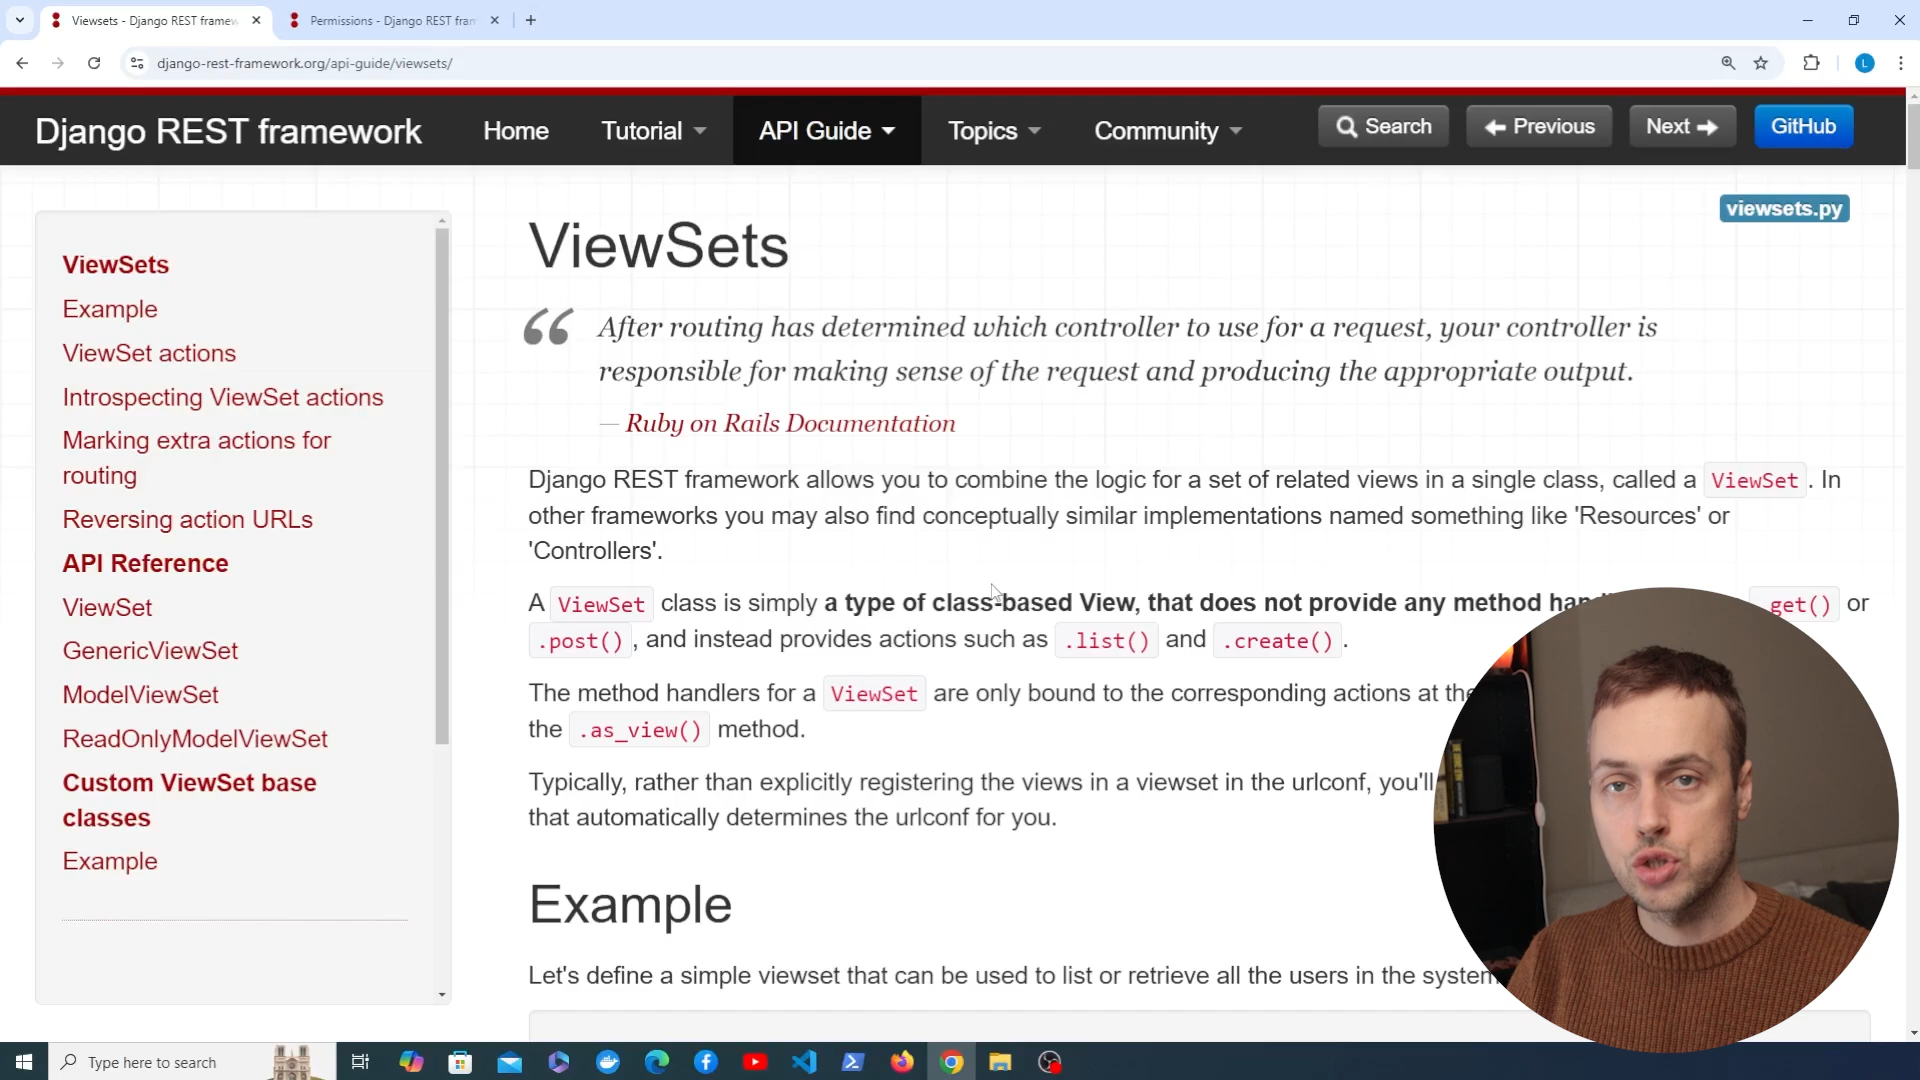 Viewsets - Django REST framew
Permissions - Django REST fran
django-rest-framework.org/api-guide/viewsets/
L
Django REST framework
Home
Tutorial
API Guide
Topics
Community
Search
Previous
Next
GitHub
viewsets.py
ViewSets
Example
ViewSet actions
Introspecting ViewSet actions
Marking extra actions for
routing
Reversing action URLs
API Reference
ViewSet
GenericViewSet
ModelViewSet
ReadOnlyModelViewSet
Custom ViewSet base
classes
Example
ViewSets
“ After routing has determined which controller to use for a request, your controller is
responsible for making sense of the request and producing the appropriate output.
— Ruby on Rails Documentation
Django REST framework allows you to combine the logic for a set of related views in a single class, called a ViewSet. In
other frameworks you may also find conceptually similar implementations named something like 'Resources' or
'Controllers'.
A ViewSet class is simply a type of class-based View, that does not provide any method .get() or
.post(), and instead provides actions such as .list() and .create().
The method handlers for a ViewSet are only bound to the corresponding actions at the
the .as_view() method.
Typically, rather than explicitly registering the views in a viewset in the urlconf, you'll
that automatically determines the urlconf for you.
Example
Let's define a simple viewset that can be used to list or retrieve all the users in the system
Type here to search